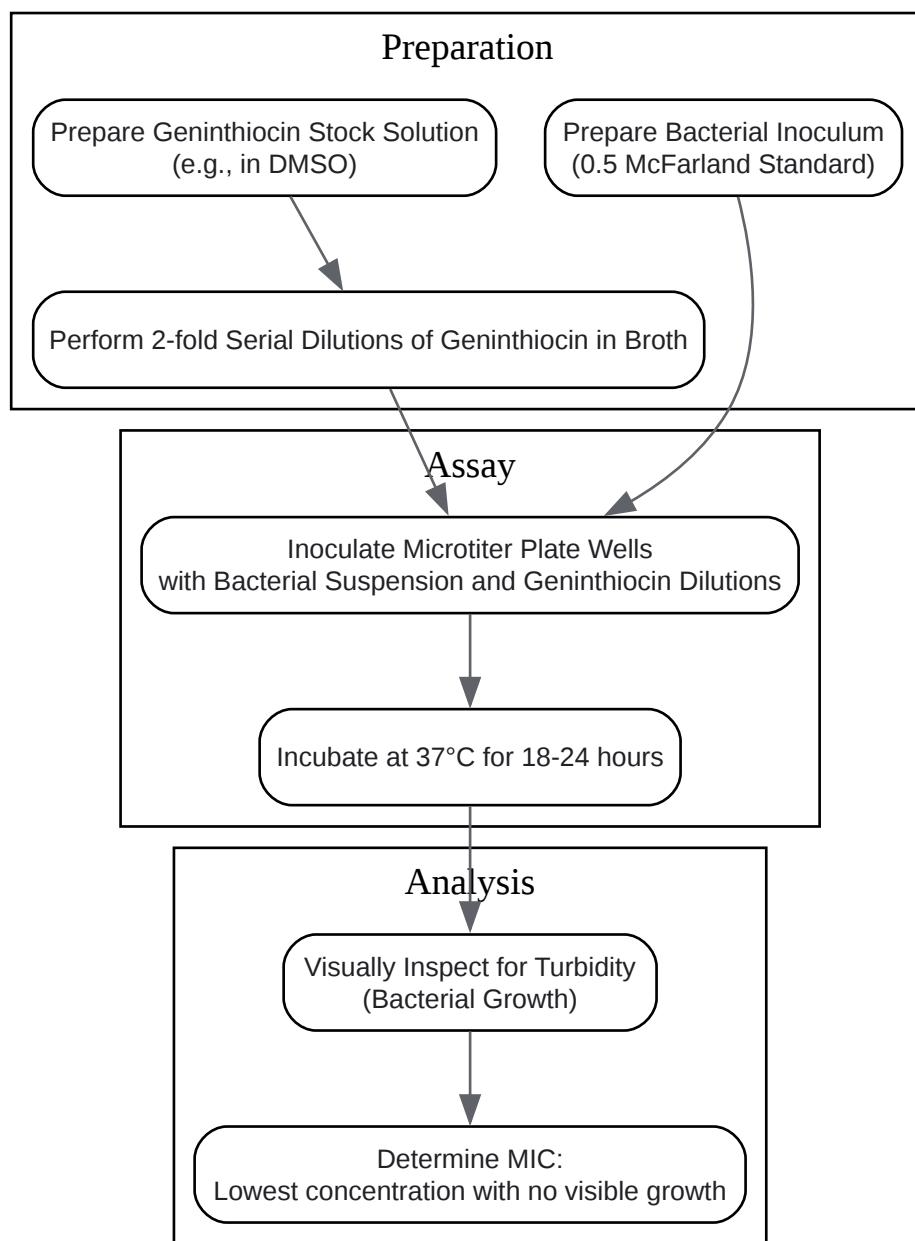 Preparation
Prepare Geninthiocin Stock Solution
(e.g., in DMSO)
Prepare Bacterial Inoculum
(0.5 McFarland Standard)
Perform 2-fold Serial Dilutions of Geninthiocin in Broth
Assay
Inoculate Microtiter Plate Wells
with Bacterial Suspension and Geninthiocin Dilutions
Incubate at 37°C for 18-24 hours
Analysis
Visually Inspect for Turbidity
(Bacterial Growth)
Determine MIC:
Lowest concentration with no visible growth